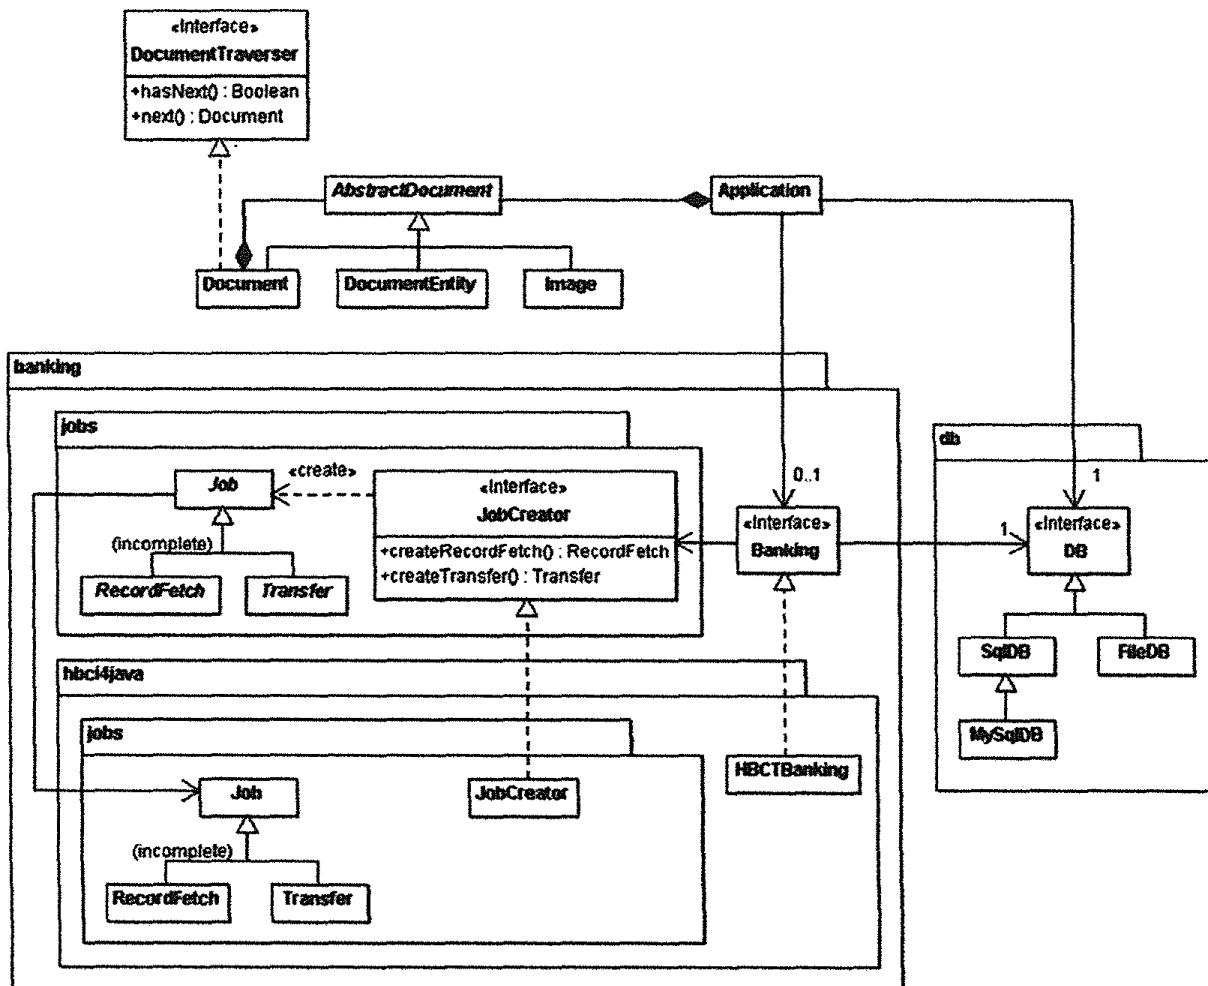 «Interface»
DocumentTraverser
+hasNext() : Boolean
+next() : Document
AbstractDocument
Application
Document
DocumentEntity
Image
banking
jobs
Job
«create»
«Interface»
JobCreator
+createRecordFetch() : RecordFetch
+createTransfer() : Transfer
(incomplete)
RecordFetch
Transfer
0..1
«Interface»
Banking
1
db
1
«Interface»
DB
SqlDB
FileDB
MySqlDB
hbci4java
jobs
Job
JobCreator
HBCTBanking
(incomplete)
RecordFetch
Transfer